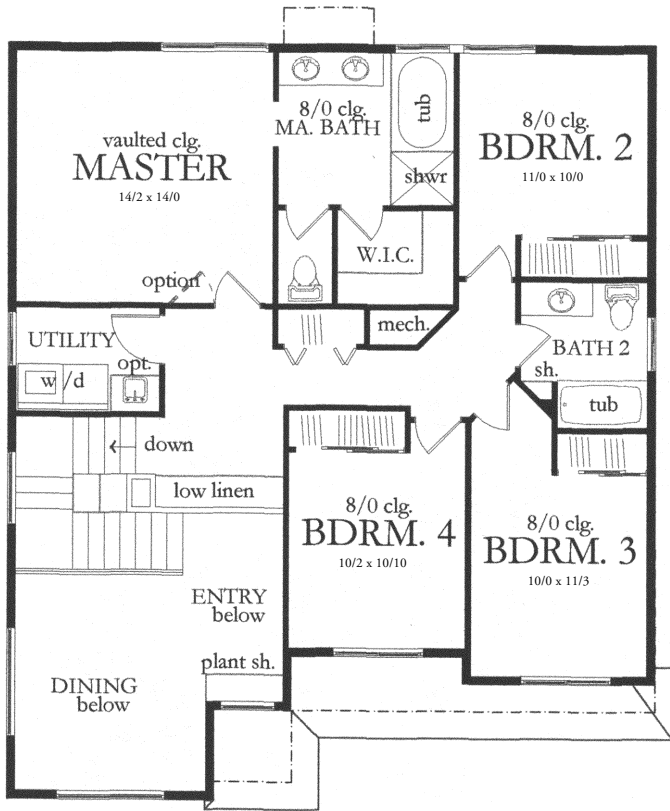 vaulted clg.
MASTER
14/2 x 14/0
8/0 clg.
MA. BATH
tub
shwr
8/0 clg.
BDRM. 2
11/0 x 10/0
option
W.I.C.
UTILITY
opt.
w/d
mech.
BATH 2
sh.
tub
down
low linen
8/0 clg.
BDRM. 4
10/2 x 10/10
8/0 clg.
BDRM. 3
10/0 x 11/3
ENTRY
below
plant sh.
DINING
below